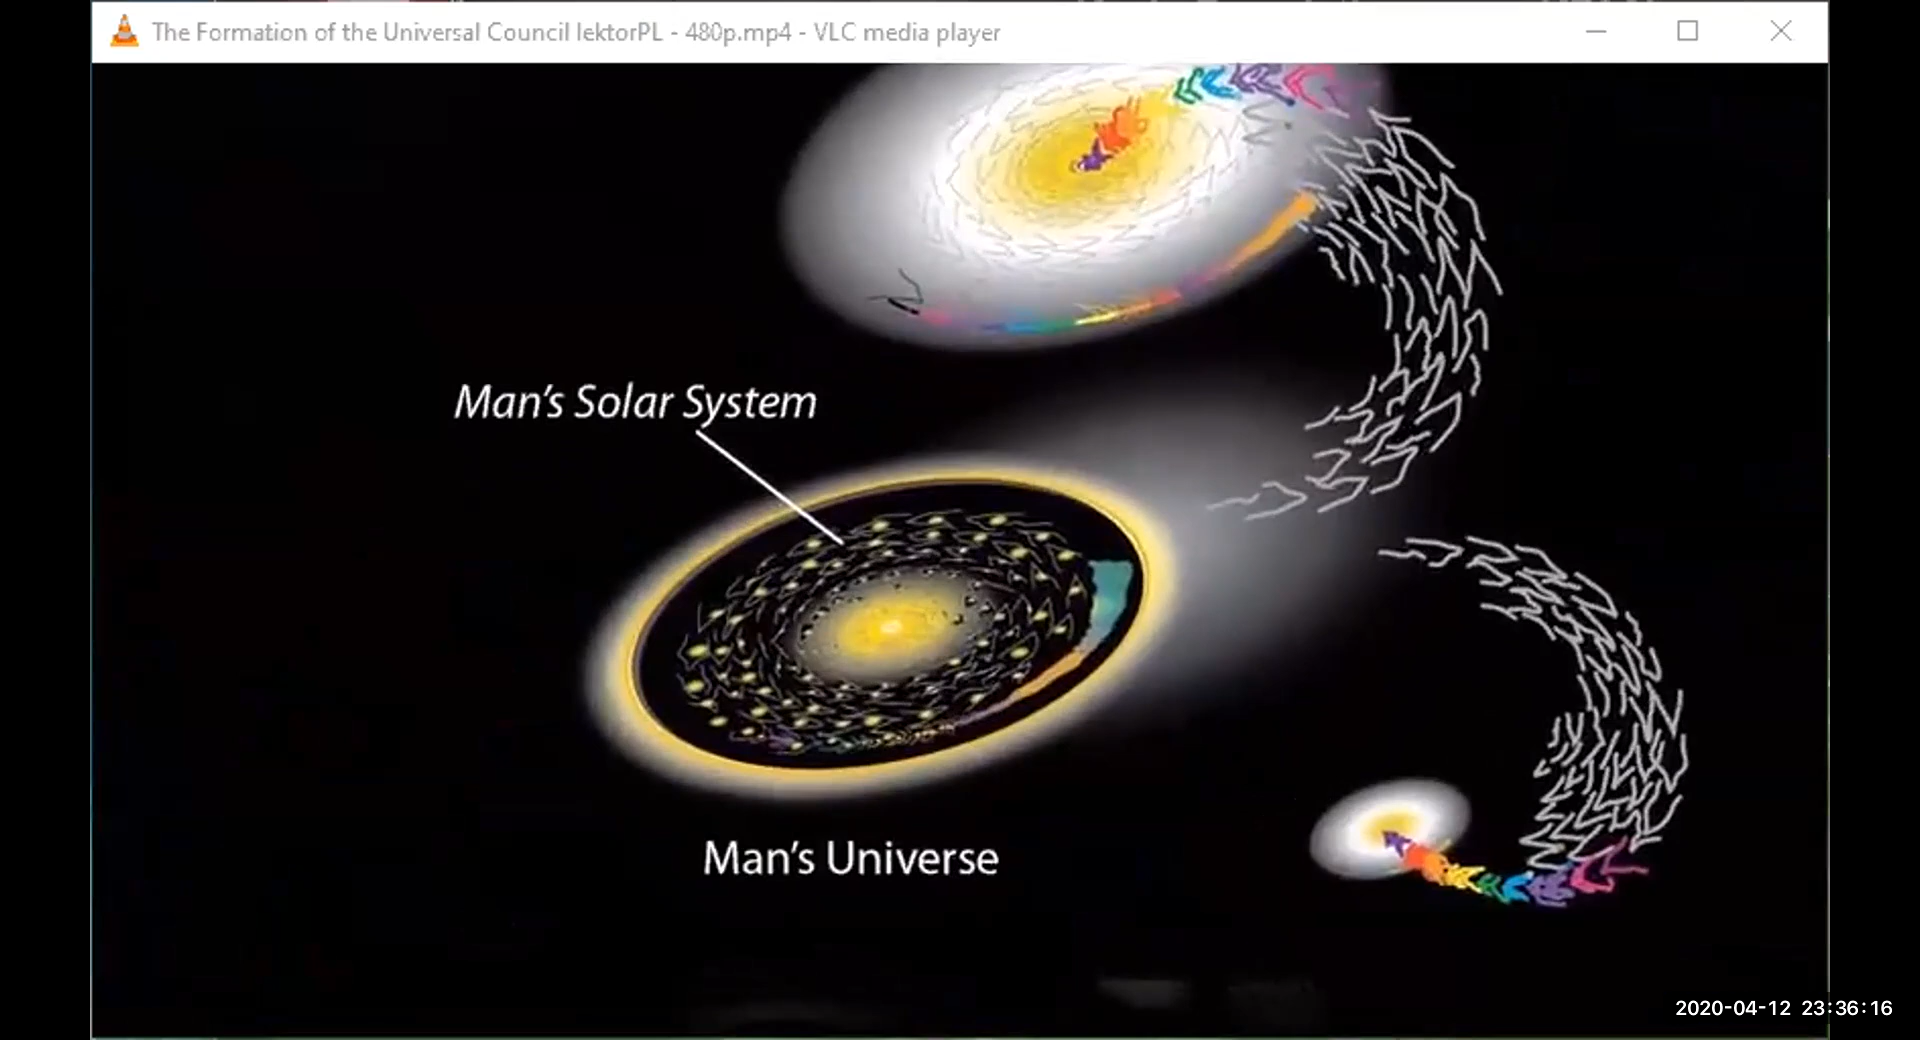 The Formation of the Universal Council lektorPL - 480p.mp4 - VLC media player
Man's Solar System
Man's Universe
2020-04-12 23:36:16